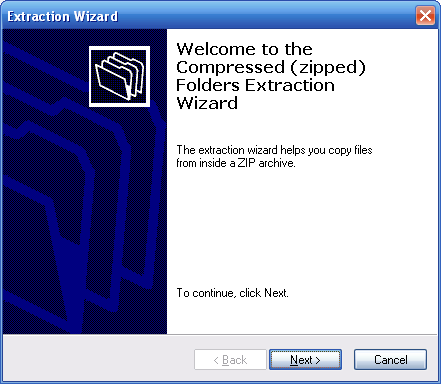 Extraction Wizard
Welcome to the
Compressed (zipped)
Folders Extraction
Wizard
The extraction wizard helps you copy files
from inside a ZIP archive.
To continue, click Next.
< Back
Next >
Cancel